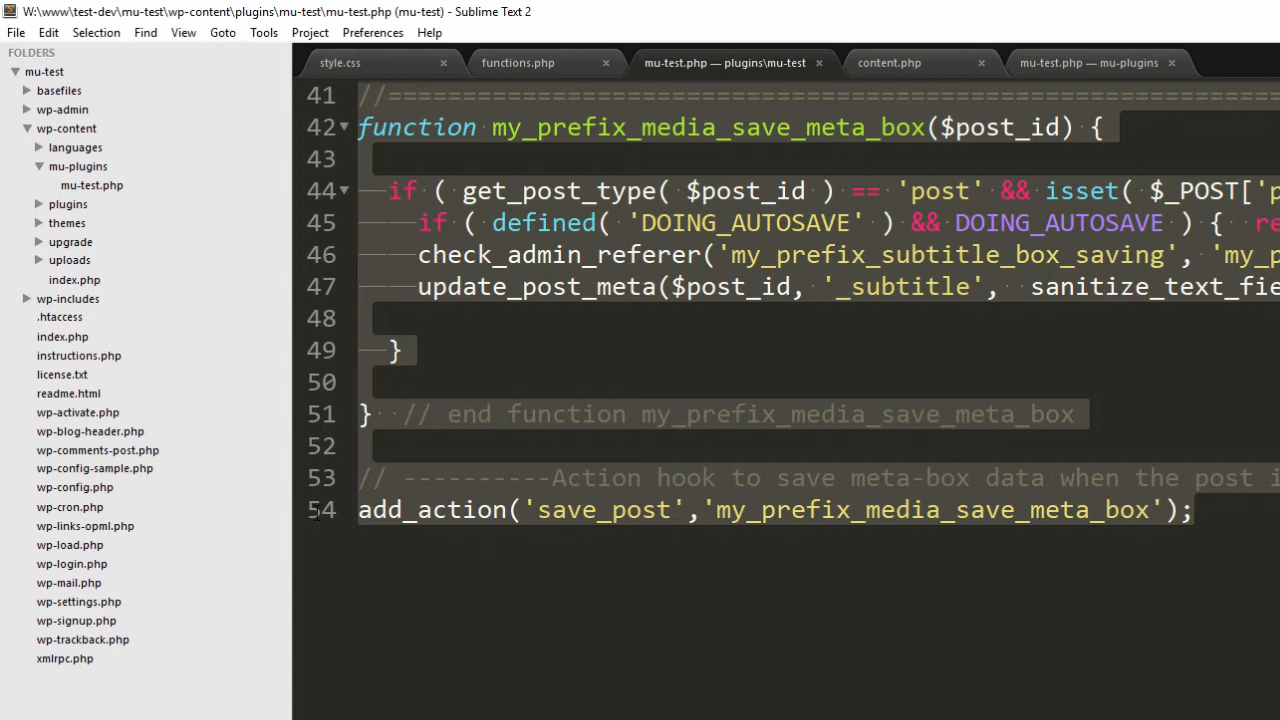 W:\www\test-dev\mu-test\wp-content\plugins\mu-test\mu-test.php (mu-test) - Sublime Text 2
File Edit Selection Find View Goto Tools Project Preferences Help
FOLDERS
mu-test
basefiles
wp-admin
wp-content
languages
mu-plugins
mu-test.php
plugins
themes
upgrade
uploads
index.php
wp-includes
.htaccess
index.php
instructions.php
license.txt
readme.html
wp-activate.php
wp-blog-header.php
wp-comments-post.php
wp-config-sample.php
wp-config.php
wp-cron.php
wp-links-opml.php
wp-load.php
wp-login.php
wp-mail.php
wp-settings.php
wp-signup.php
wp-trackback.php
xmlrpc.php
style.css × functions.php × mu-test.php — plugins\mu-test × content.php × mu-test.php — mu-plugins ×
41 //==============================================================
42 function my_prefix_media_save_meta_box($post_id) {
43
44 if ( get_post_type( $post_id ) == 'post' && isset( $_POST['p
45 if ( defined( 'DOING_AUTOSAVE' ) && DOING_AUTOSAVE ) { re
46 check_admin_referer('my_prefix_subtitle_box_saving', 'my_p
47 update_post_meta($post_id, '_subtitle', sanitize_text_fie
48
49 }
50
51 } // end function my_prefix_media_save_meta_box
52
53 // ----------Action hook to save meta-box data when the post i
54 add_action('save_post','my_prefix_media_save_meta_box');